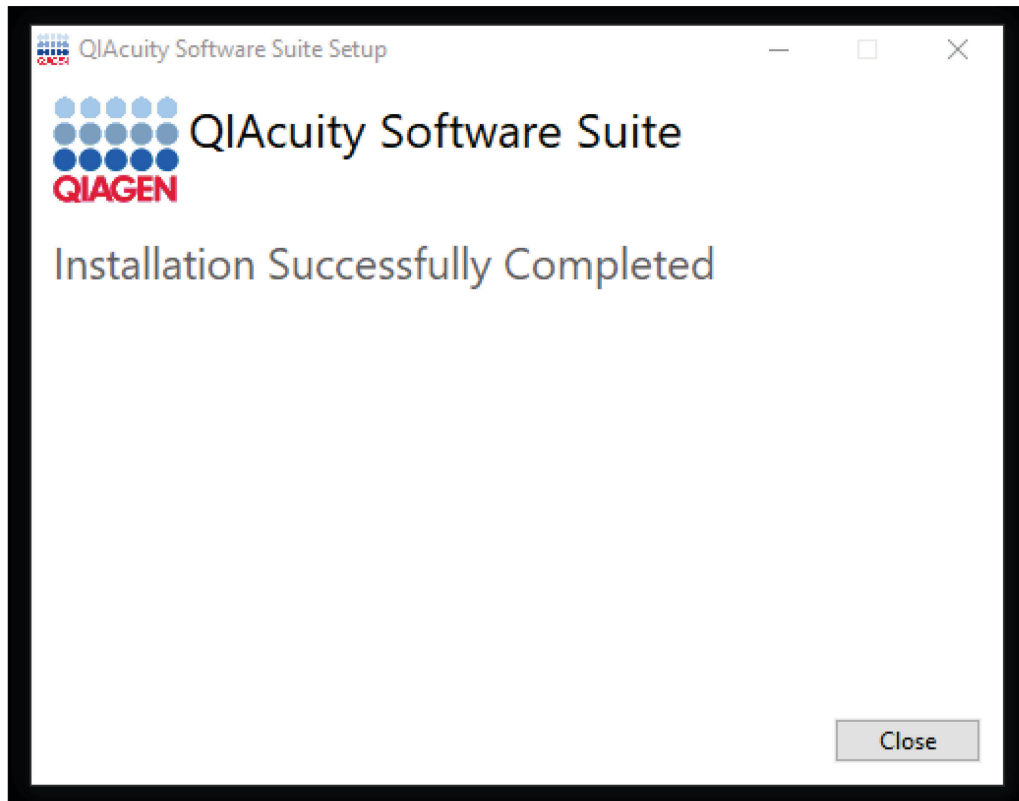 QIAcuity Software Suite Setup
QIAGEN
QIAcuity Software Suite
Installation Successfully Completed
Close